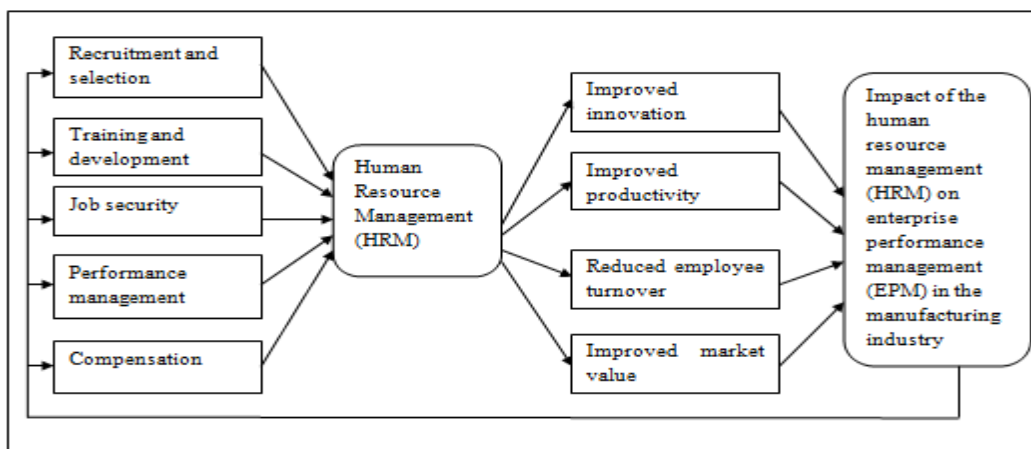 Recruitment and
selection
Training and
development
Job security
Performance
management
Compensation
Human
Resource
Management
(HRM)
Improved
innovation
Improved
productivity
Reduced employee
turnover
Improved market
value
Impact of the
human
resource
management
(HRM) on
enterprise
performance
management
(EPM) in the
manufacturing
industry